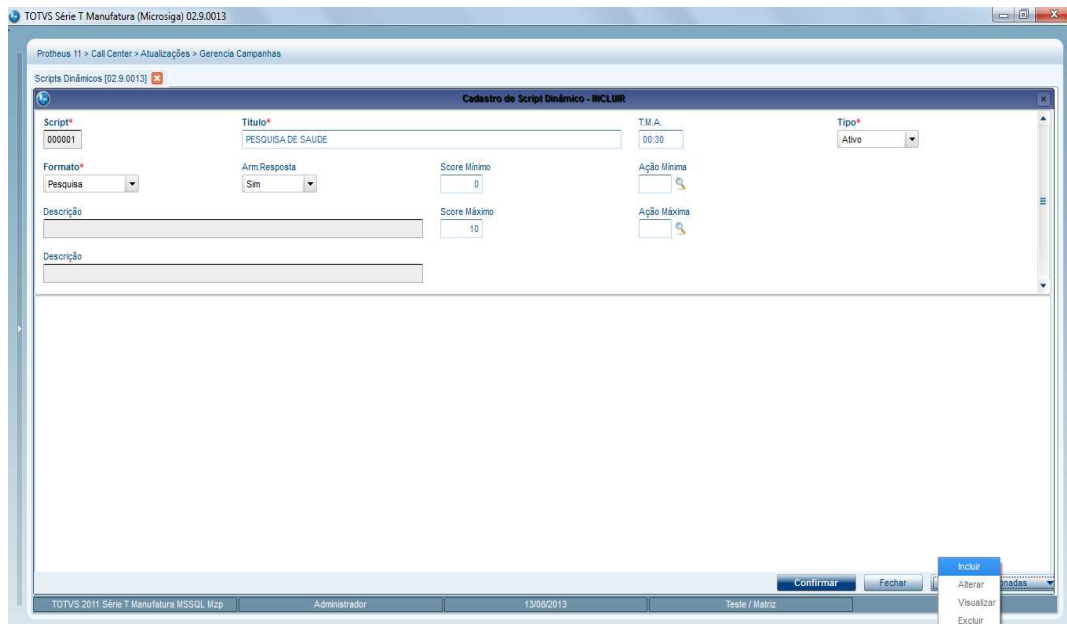 TOTVS Série T Manufatura (Microsiga) 02.9.0013
Protheus 11 > Call Center > Atualizações > Gerencia Campanhas
Scripts Dinâmicos [02.9.0013]
Cadastro de Script Dinâmico - INCLUIR
Script* Título* T.M.A. Tipo*
000001 PESQUISA DE SAUDE 00:30 Ativo
Formato* Arm.Resposta Score Mínimo Ação Mínima
Pesquisa Sim 0
Descrição Score Máximo Ação Máxima
10
Descrição
Incluir
Confirmar Fechar onadas
Alterar
TOTVS 2011 Série T Manufatura MSSQL Mzp Administrador 13/06/2013 Teste / Matriz Visualizar
Excluir